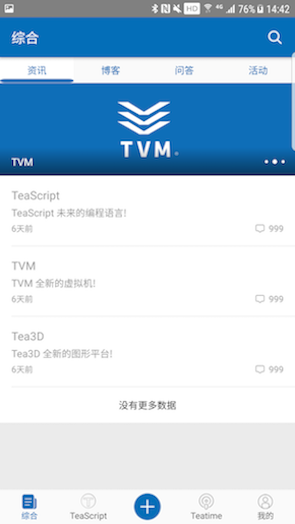 HD 4G 76% 14:42
综合
资讯 博客 问答 活动
TVM
TVM
TeaScript
TeaScript 未来的编程语言!
6天前 999
TVM
TVM 全新的虚拟机!
6天前 999
Tea3D
Tea3D 全新的图形平台!
6天前 999
没有更多数据
综合 TeaScript Teatime 我的